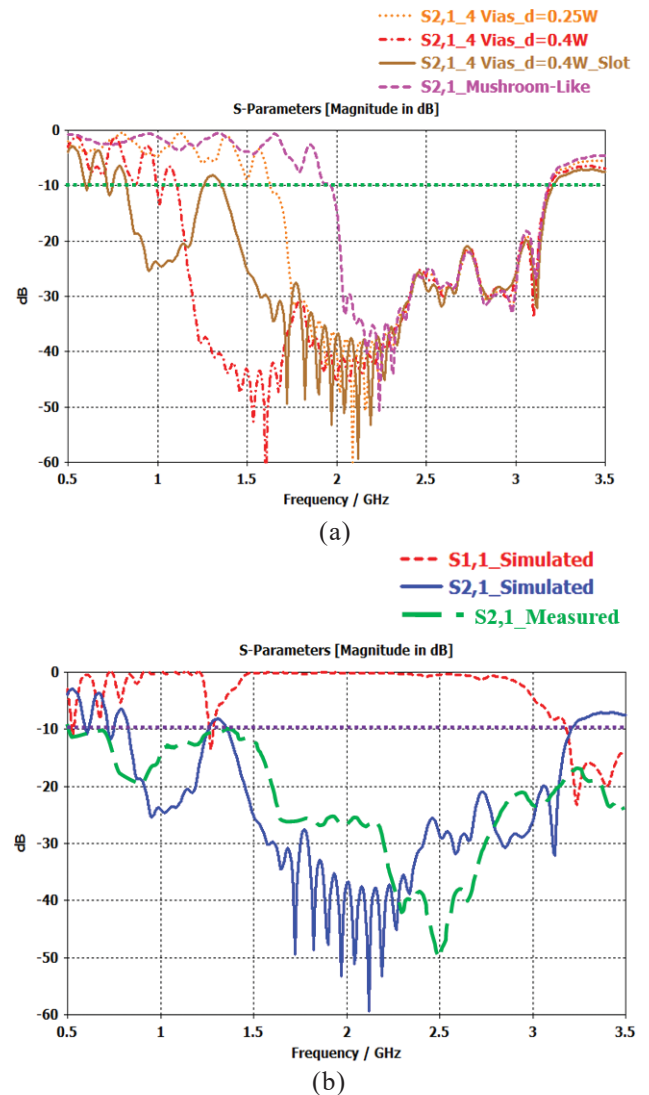 S2,1_4 Vias_d=0.25W
S2,1_4 Vias_d=0.4W
S2,1_4 Vias_d=0.4W_Slot
S2,1_Mushroom-Like
S-Parameters [Magnitude in dB]
0
-10
-20
-30
-40
-50
-60
dB
0.5 1 1.5 2 2.5 3 3.5
Frequency / GHz
(a)
S1,1_Simulated
S2,1_Simulated
S2,1_Measured
S-Parameters [Magnitude in dB]
0
-10
-20
-30
-40
-50
-60
dB
0.5 1 1.5 2 2.5 3 3.5
Frequency / GHz
(b)